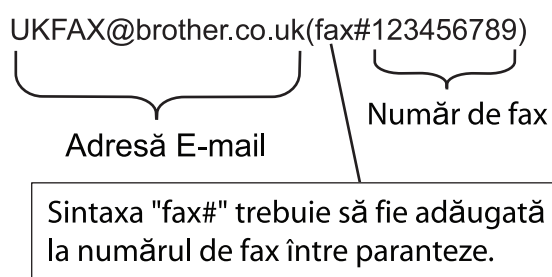 UKFAX@brother.co.uk(fax#123456789)
Număr de fax
Adresă E-mail
Sintaxa "fax#" trebuie să fie adăugată
la numărul de fax între paranteze.